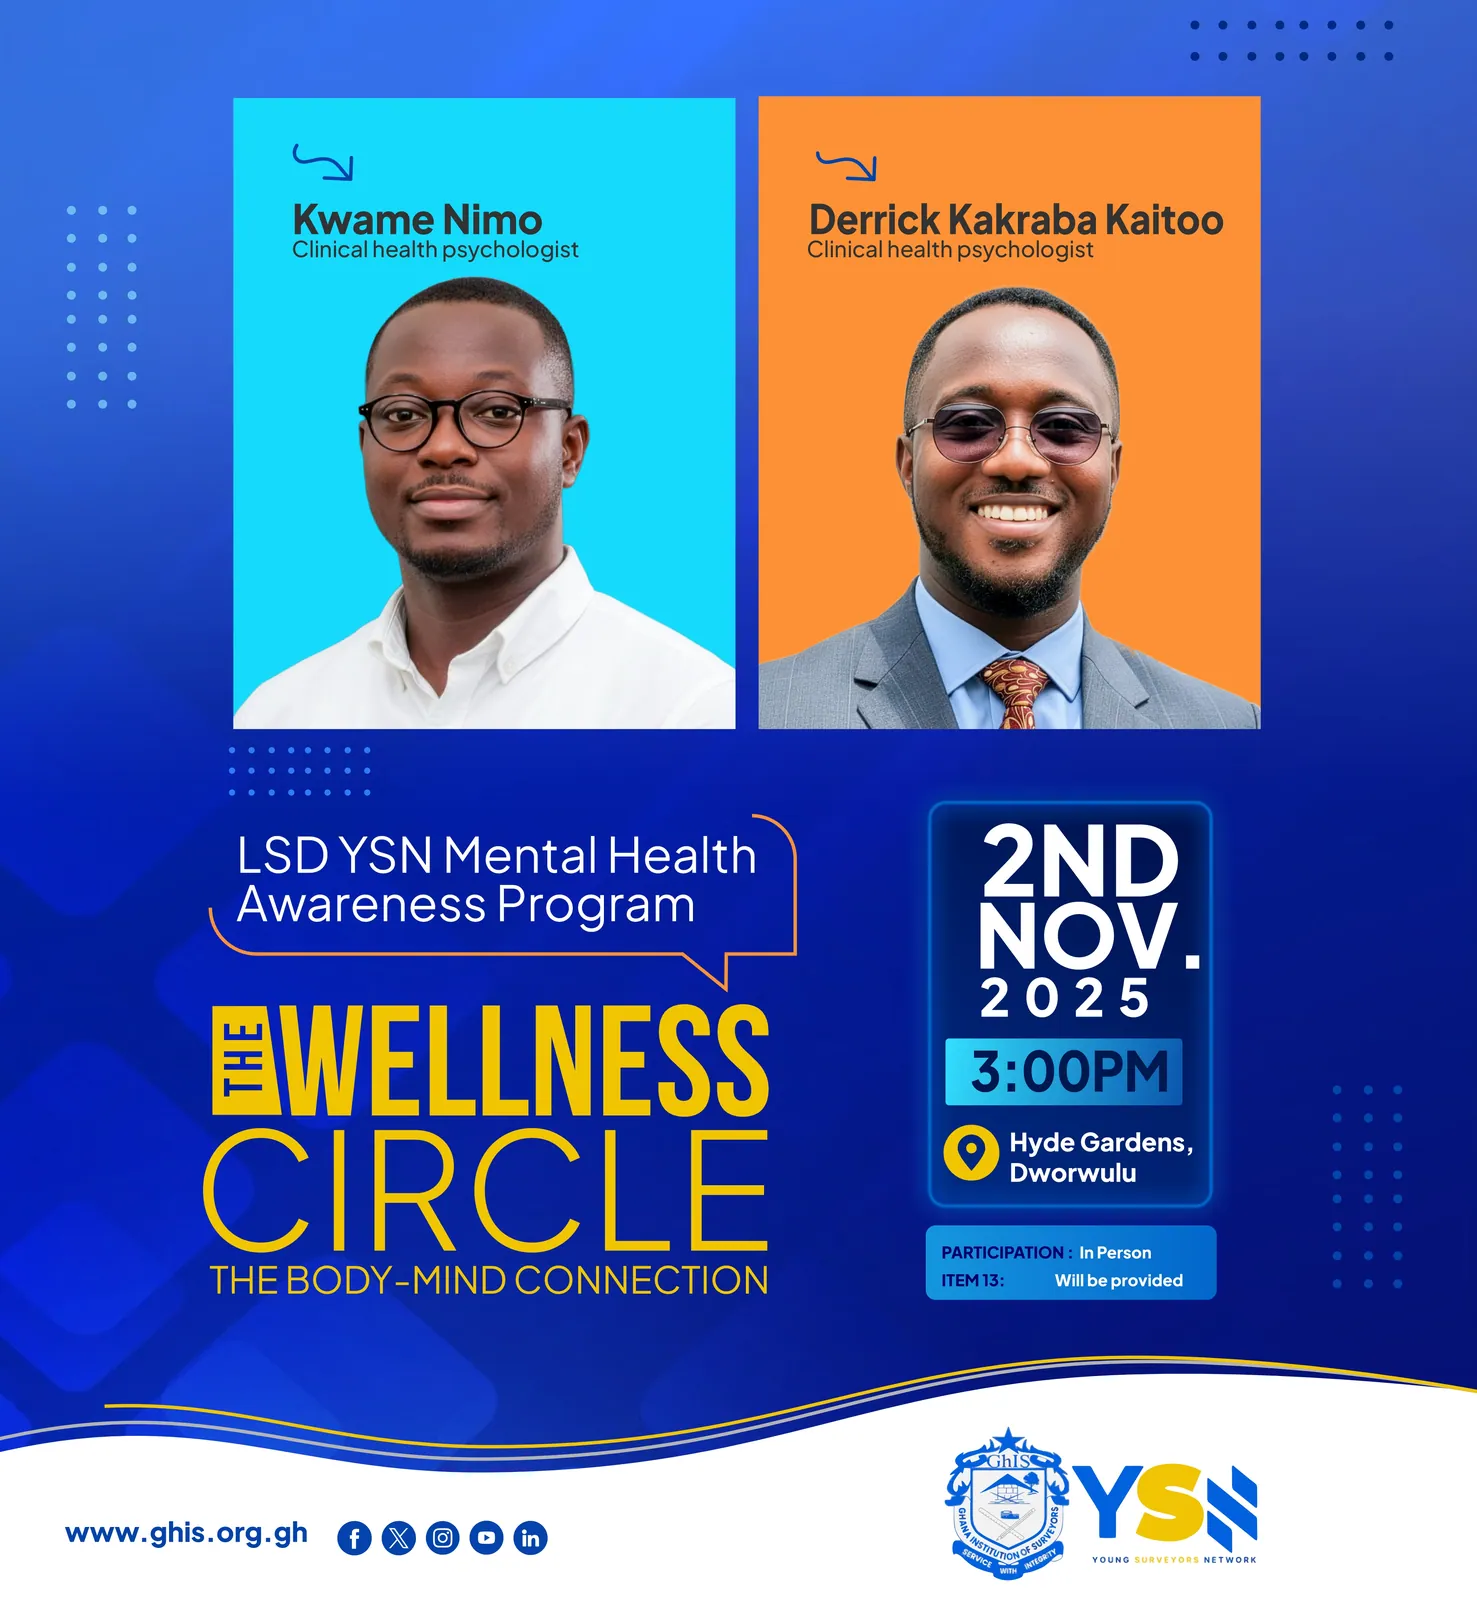 Kwame Nimo
Clinical health psychologist
Derrick Kakraba Kaitoo
Clinical health psychologist
LSD YSN Mental Health
Awareness Program
THE WELLNESS
CIRCLE
THE BODY-MIND CONNECTION
2ND
NOV.
2025
3:00PM
Hyde Gardens,
Dworwulu
PARTICIPATION : In Person
ITEM 13: Will be provided
www.ghis.org.gh
GhIS
GHANA INSTITUTION OF SURVEYORS
SERVICE WITH INTEGRITY
YSN
YOUNG SURVEYORS NETWORK